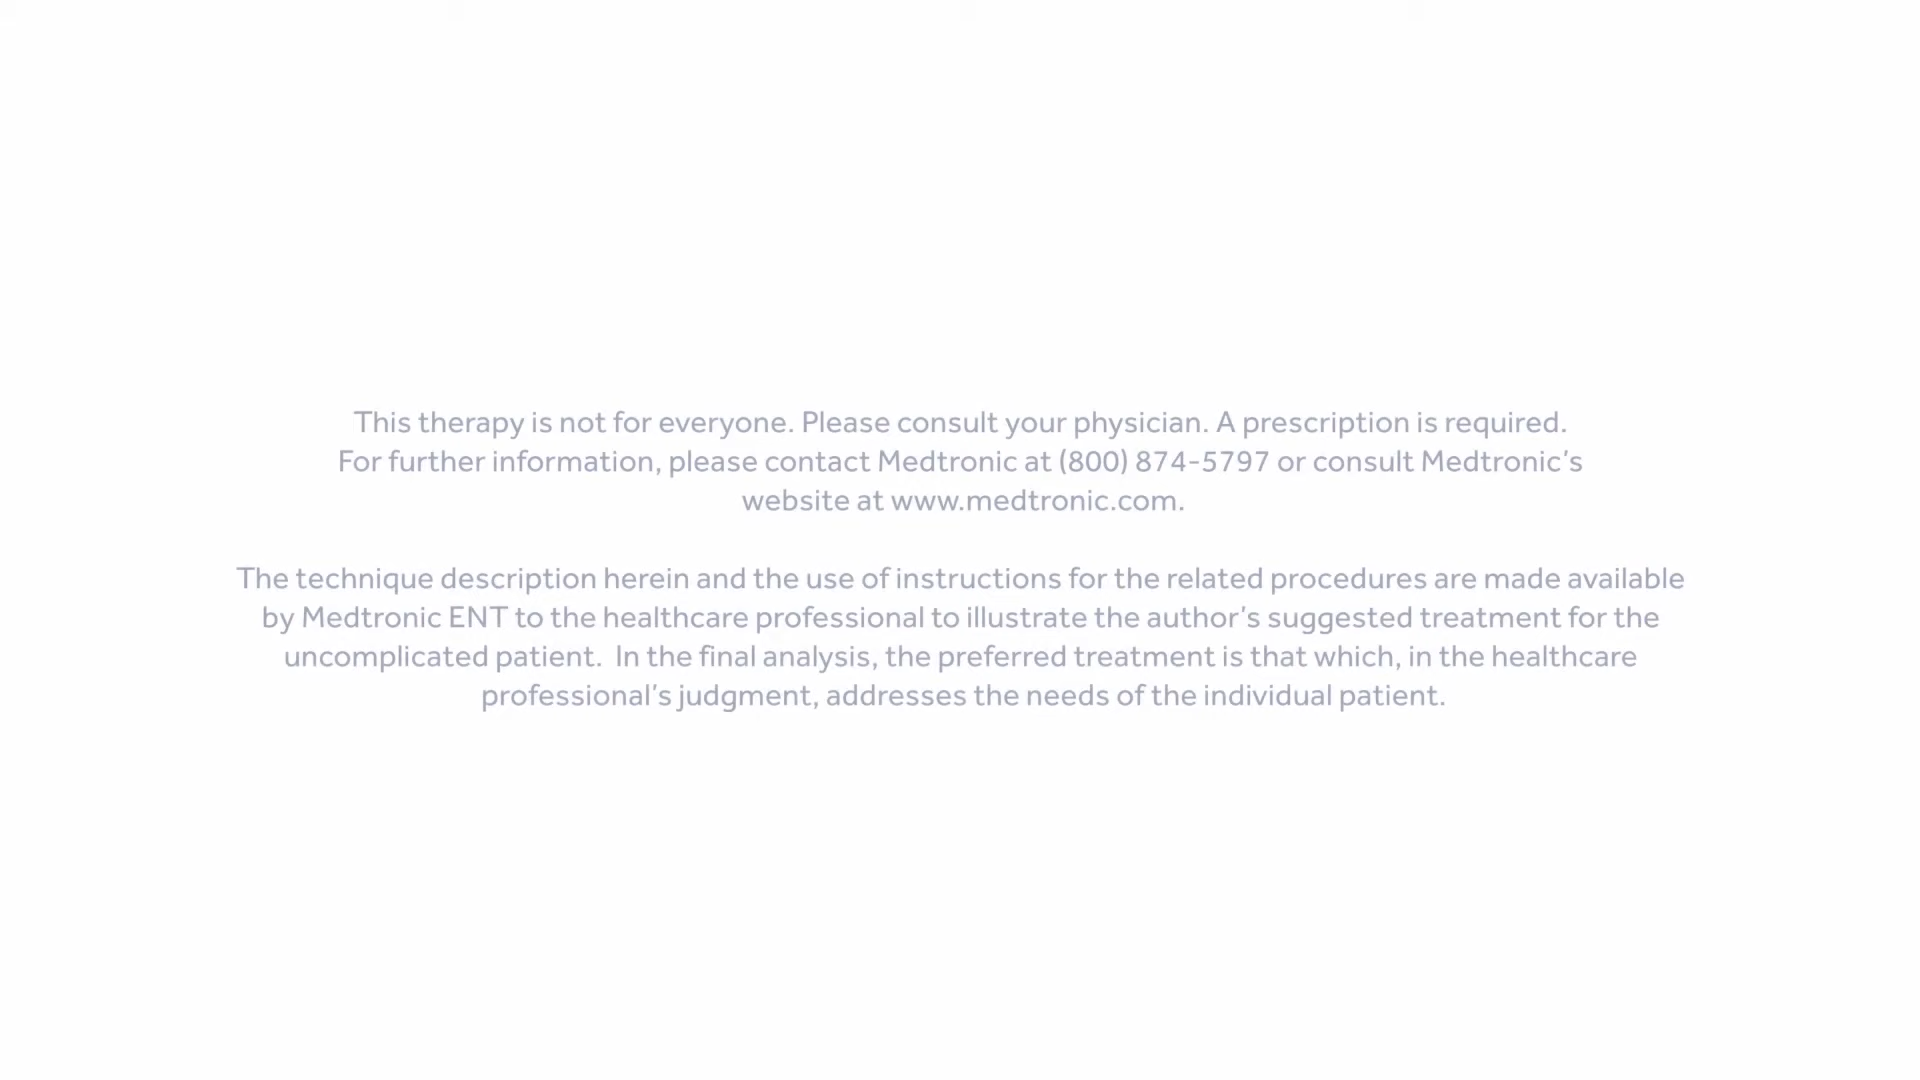 This therapy is not for everyone. Please consult your physician. A prescription is required.
For further information, please contact Medtronic at (800) 874-5797 or consult Medtronic’s
website at www.medtronic.com.
The technique description herein and the use of instructions for the related procedures are made available
by Medtronic ENT to the healthcare professional to illustrate the author’s suggested treatment for the
uncomplicated patient.  In the final analysis, the preferred treatment is that which, in the healthcare
professional’s judgment, addresses the needs of the individual patient.